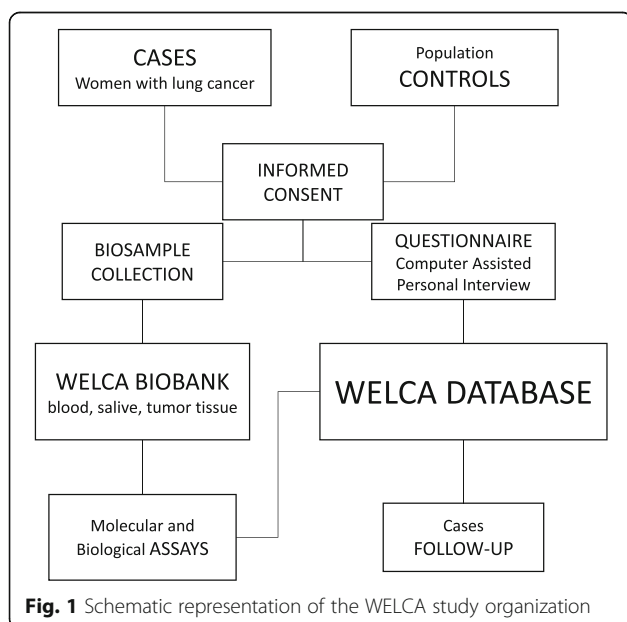 CASES
Women with lung cancer
Population
CONTROLS
INFORMED
CONSENT
BIOSAMPLE
COLLECTION
QUESTIONNAIRE
Computer Assisted
Personal Interview
WELCA BIOBANK
blood, salive, tumor tissue
WELCA DATABASE
Molecular and
Biological ASSAYS
Cases
FOLLOW-UP
Fig. 1 Schematic representation of the WELCA study organization